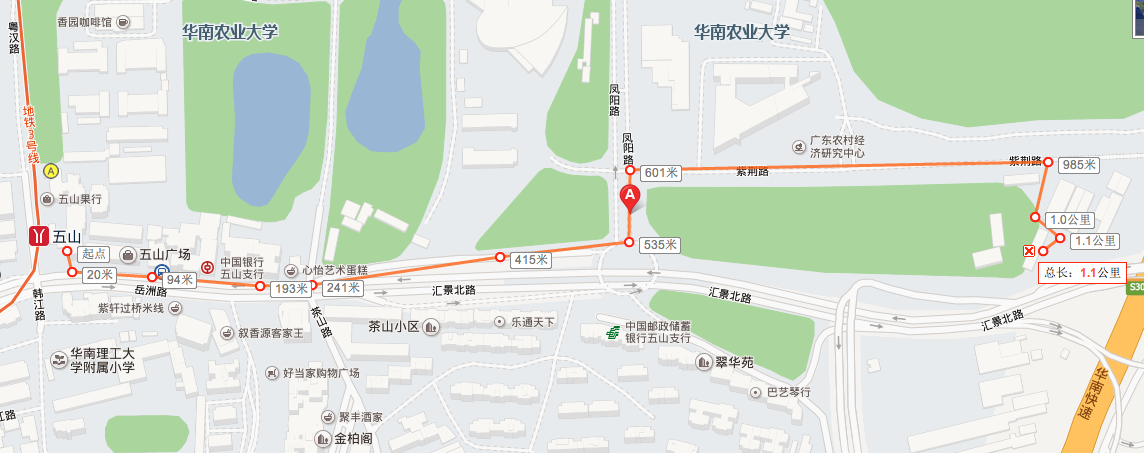 香园咖啡馆
粤汉路
华南农业大学
华南农业大学
地铁3号线
凤阳路
凤阳路
广东农村经
济研究中心
A
601米
紫荆路
紫荆路
985米
A
五山果行
五山
起点
五山广场
中国银行
五山支行
心怡艺术蛋糕
415米
535米
1.0公里
1.1公里
总长：1.1公里
20米
94米
193米
241米
岳洲路
汇景北路
汇景北路
汇景北路
S30
韩江路
紫轩过桥米线
茶山路
叙香源客家王
茶山小区
乐通天下
中国邮政储蓄
银行五山支行
华南理工大
学附属小学
好当家购物广场
翠华苑
巴艺琴行
华南快速
江路
聚丰酒家
金柏阁